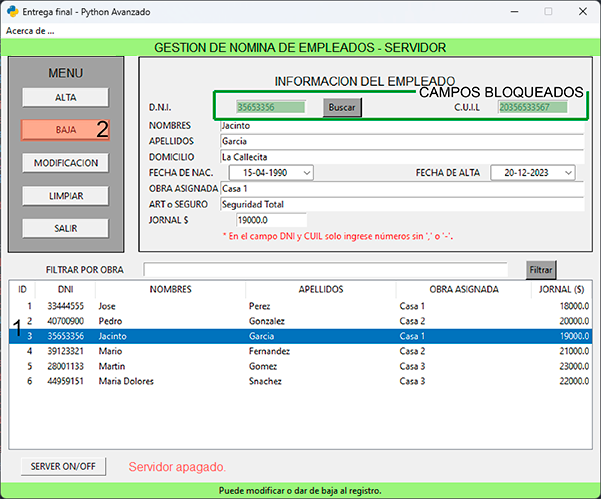 Entrega final - Python Avanzado
Acerca de ...
GESTION DE NOMINA DE EMPLEADOS - SERVIDOR
MENU
ALTA
BAJA 2
MODIFICACION
LIMPIAR
SALIR
INFORMACION DEL EMPLEADO
CAMPOS BLOQUEADOS
D.N.I. 35653356 Buscar C.U.I.L 20356533567
NOMBRES Jacinto
APELLIDOS Garcia
DOMICILIO La Callecita
FECHA DE NAC. 15-04-1990 FECHA DE ALTA 20-12-2023
OBRA ASIGNADA Casa 1
ART o SEGURO Seguridad Total
JORNAL $ 19000.0
* En el campo DNI y CUIL solo ingrese números sin ',' o '-'.
FILTRAR POR OBRA Filtrar
ID DNI NOMBRES APELLIDOS OBRA ASIGNADA JORNAL ($)
1 33444555 Jose Perez Casa 1 18000.0
2 40700900 Pedro Gonzalez Casa 2 20000.0
1 3 35653356 Jacinto Garcia Casa 1 19000.0
4 39123321 Mario Fernandez Casa 2 21000.0
5 28001133 Martin Gomez Casa 3 23000.0
6 44959151 Maria Dolores Snachez Casa 3 22000.0
SERVER ON/OFF Servidor apagado.
Puede modificar o dar de baja al registro.